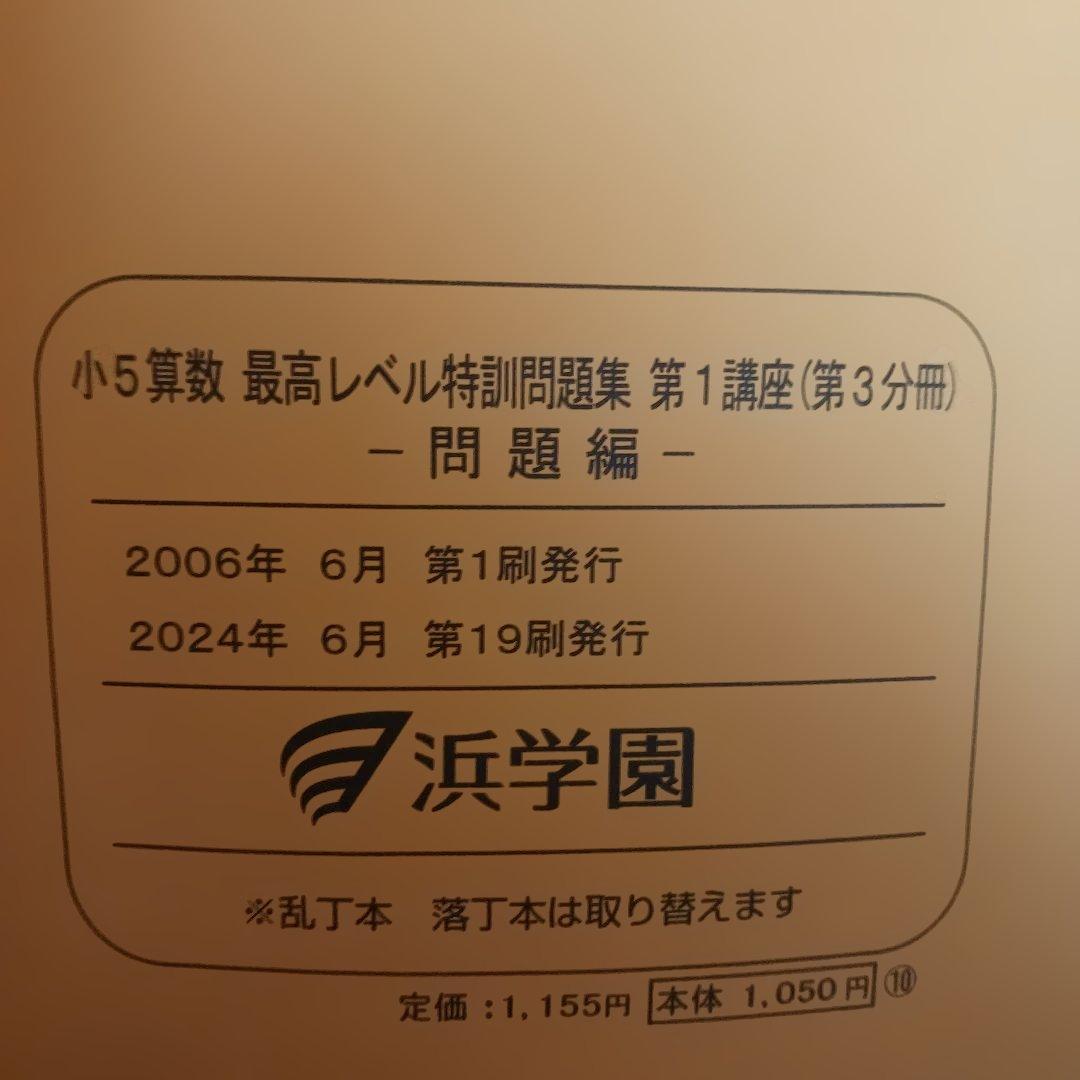 小5算数 最高レベル特訓問題集 第1講座(第3分冊)
－問題編－
2006年 6月 第1刷発行
2024年 6月 第19刷発行
浜学園
※乱丁本 落丁本は取り替えます
定価:1,155円 本体 1,050円 ⑩